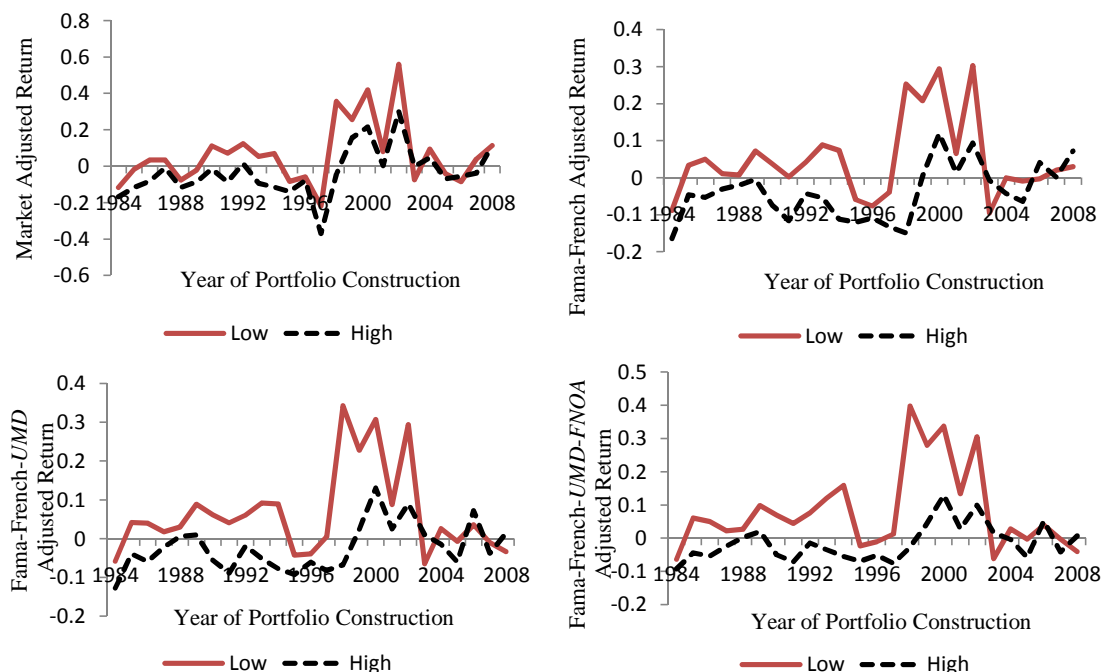 Market Adjusted Return
0.8
0.6
0.4
0.2
0
-0.2
-0.4
-0.6
1984 1988 1992 1996 2000 2004 2008
Year of Portfolio Construction
Low High
Fama-French Adjusted Return
0.4
0.3
0.2
0.1
0
-0.1
-0.2
1984 1988 1992 1996 2000 2004 2008
Year of Portfolio Construction
Low High
Fama-French-UMD
Adjusted Return
0.4
0.3
0.2
0.1
0
-0.1
-0.2
1984 1988 1992 1996 2000 2004 2008
Year of Portfolio Construction
Low High
Fama-French-UMD-FNOA
Adjusted Return
0.5
0.4
0.3
0.2
0.1
0
-0.1
-0.2
1984 1988 1992 1996 2000 2004 2008
Year of Portfolio Construction
Low High